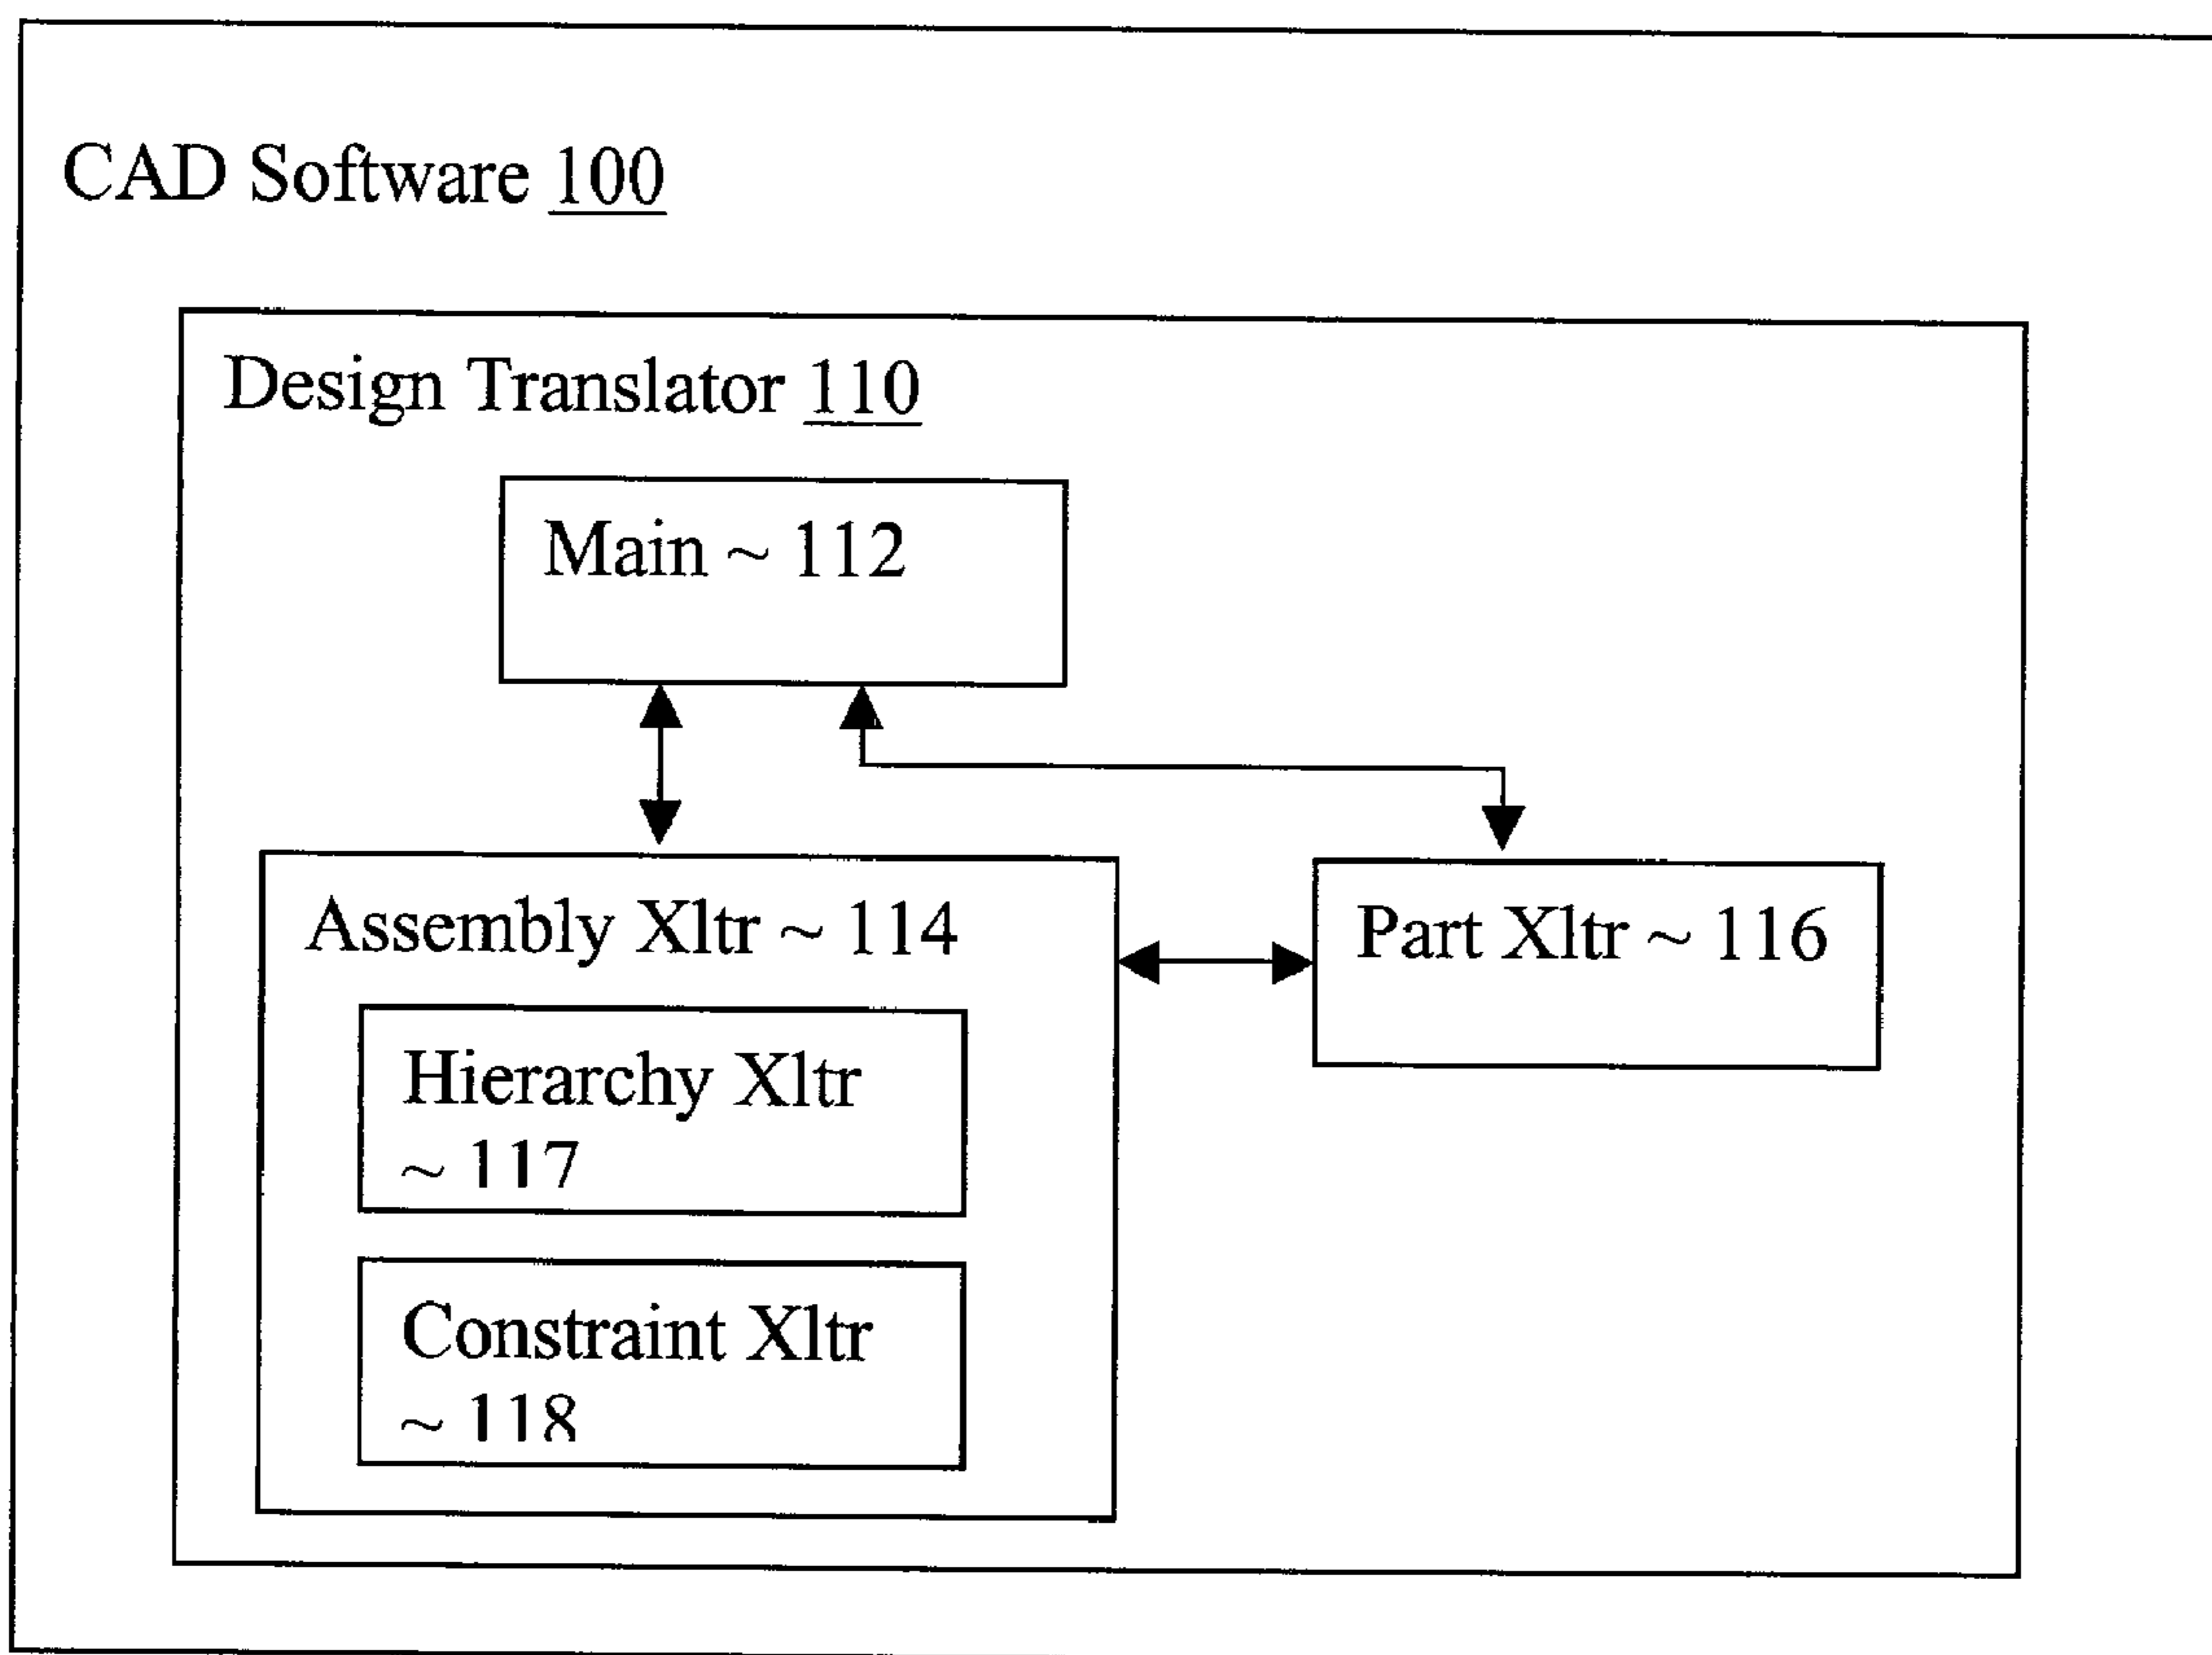 CAD Software 100
Design Translator 110
Main ~ 112
Assembly Xltr ~ 114
Part Xltr ~ 116
Hierarchy Xltr
~ 117
Constraint Xltr
~ 118